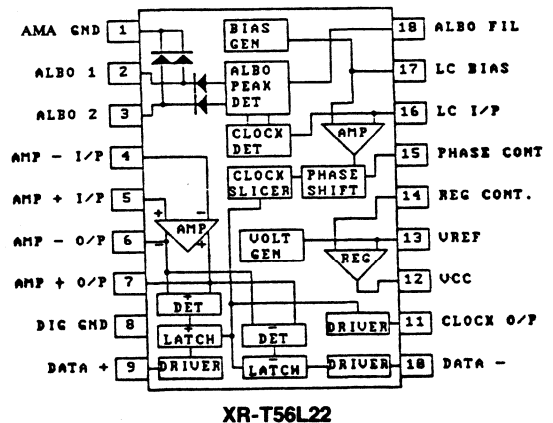 AMA GND 1
ALBO 1 2
ALBO 2 3
AMP - I/P 4
AMP + I/P 5
AMP - O/P 6
AMP + O/P 7
DIG GND 8
DATA + 9
18 ALBO FIL
17 LC BIAS
16 LC I/P
15 PHASE CONT
14 REG CONT.
13 VREF
12 VCC
11 CLOCK O/P
10 DATA -
BIAS
GEN
ALBO
PEAK
DET
CLOCK
DET
AMP
CLOCK
SLICER
PHASE
SHIFT
+ -
AMP
- +
VOLT
GEN
REG
+
DET
+
LATCH
DRIVER
-
DET
-
LATCH
DRIVER
DRIVER
XR-T56L22